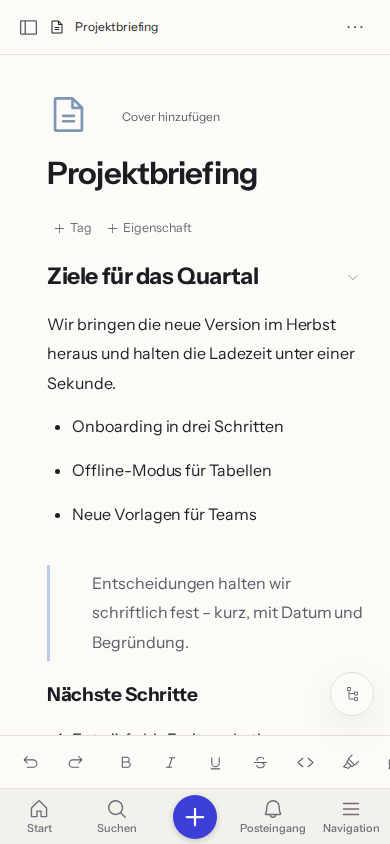 Projektbriefing
Cover hinzufügen
Projektbriefing
Tag
Eigenschaft
Ziele für das Quartal
Wir bringen die neue Version im Herbst
heraus und halten die Ladezeit unter einer
Sekunde.
Onboarding in drei Schritten
Offline-Modus für Tabellen
Neue Vorlagen für Teams
Entscheidungen halten wir
schriftlich fest – kurz, mit Datum und
Begründung.
Nächste Schritte
B I U S
Start
Suchen
Posteingang
Navigation